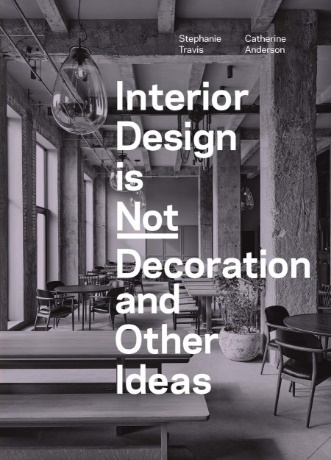 Stephanie Travis
Catherine Anderson
Interior
Design
is
Not
Decoration
and
Other
Ideas